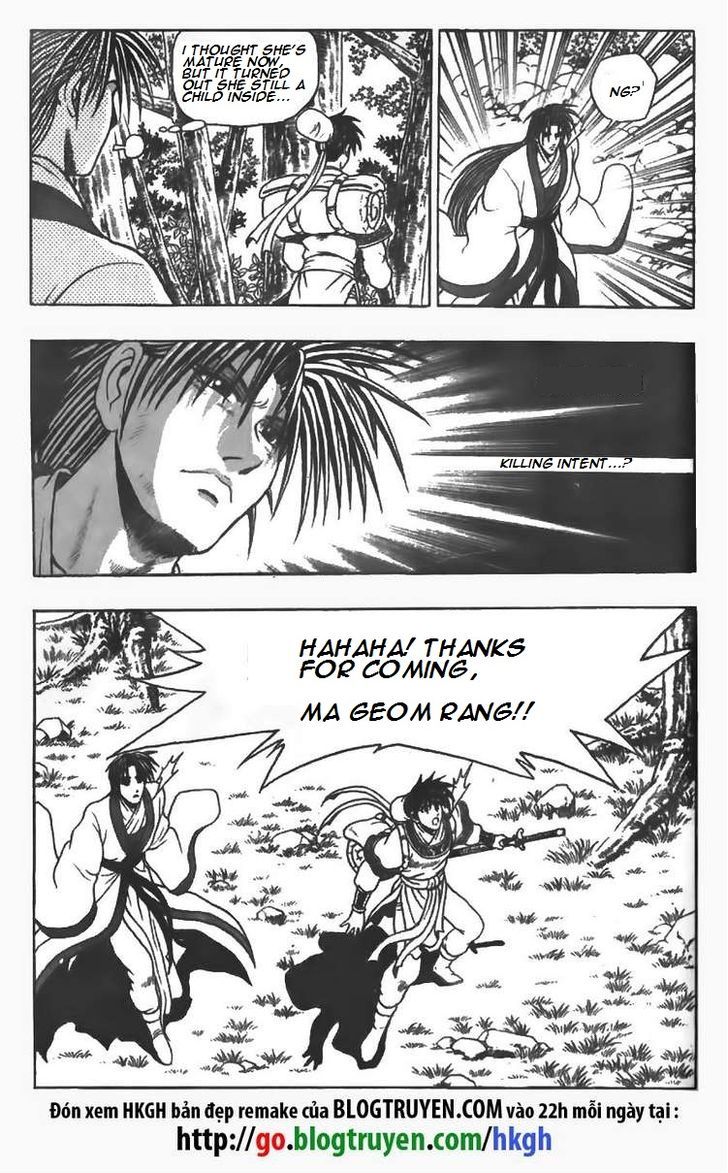 I THOUGHT SHE'S
MATURE NOW,
BUT IT TURNED
OUT SHE STILL A
CHILD INSIDE...
NG?
KILLING INTENT...?
HAHAHA! THANKS
FOR COMING,
MA GEOM RANG!!
Đón xem HKGH bản đẹp remake của BLOGTRUYEN.COM vào 22h mỗi ngày tại :
http://go.blogtruyen.com/hkgh